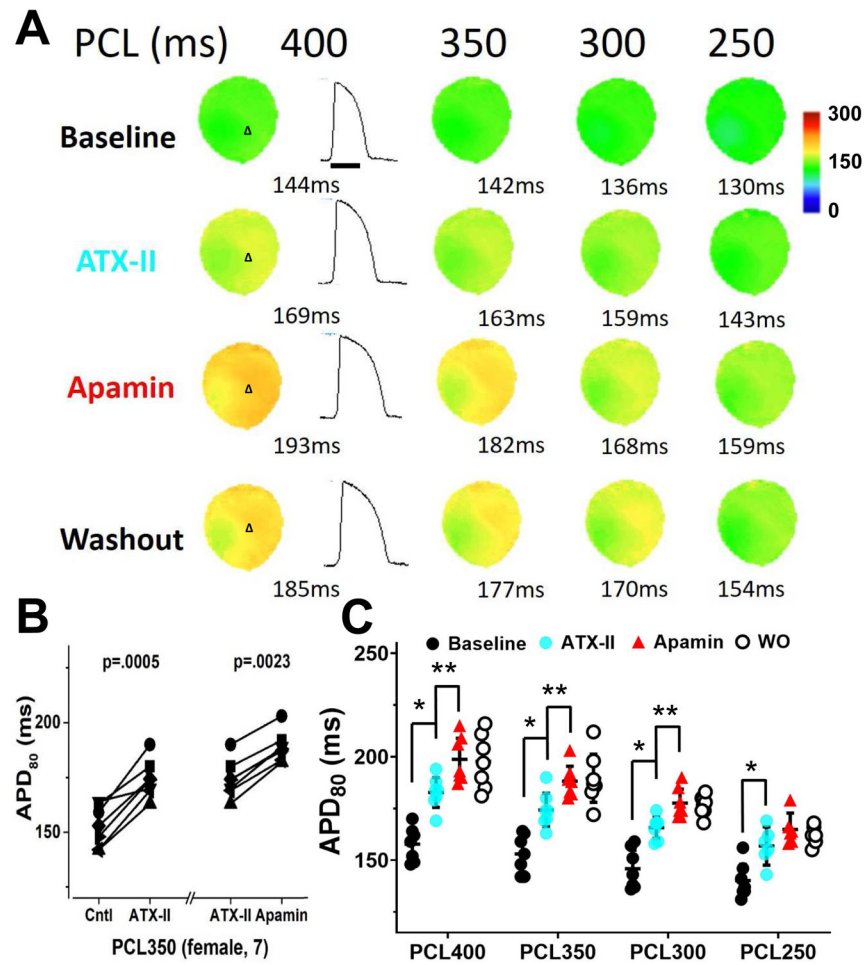 A
PCL (ms) 400 350 300 250
Baseline
Δ
300
150
0
144ms 142ms 136ms 130ms
ATX-II
Δ
169ms 163ms 159ms 143ms
Apamin
Δ
193ms 182ms 168ms 159ms
Washout
Δ
185ms 177ms 170ms 154ms
B
p=.0005 p=.0023
APD80 (ms)
200
150
Cntl ATX-II ATX-II Apamin
PCL350 (female, 7)
C
Baseline ATX-II Apamin WO
APD80 (ms)
250
200
150
* ** * ** * ** *
PCL400 PCL350 PCL300 PCL250